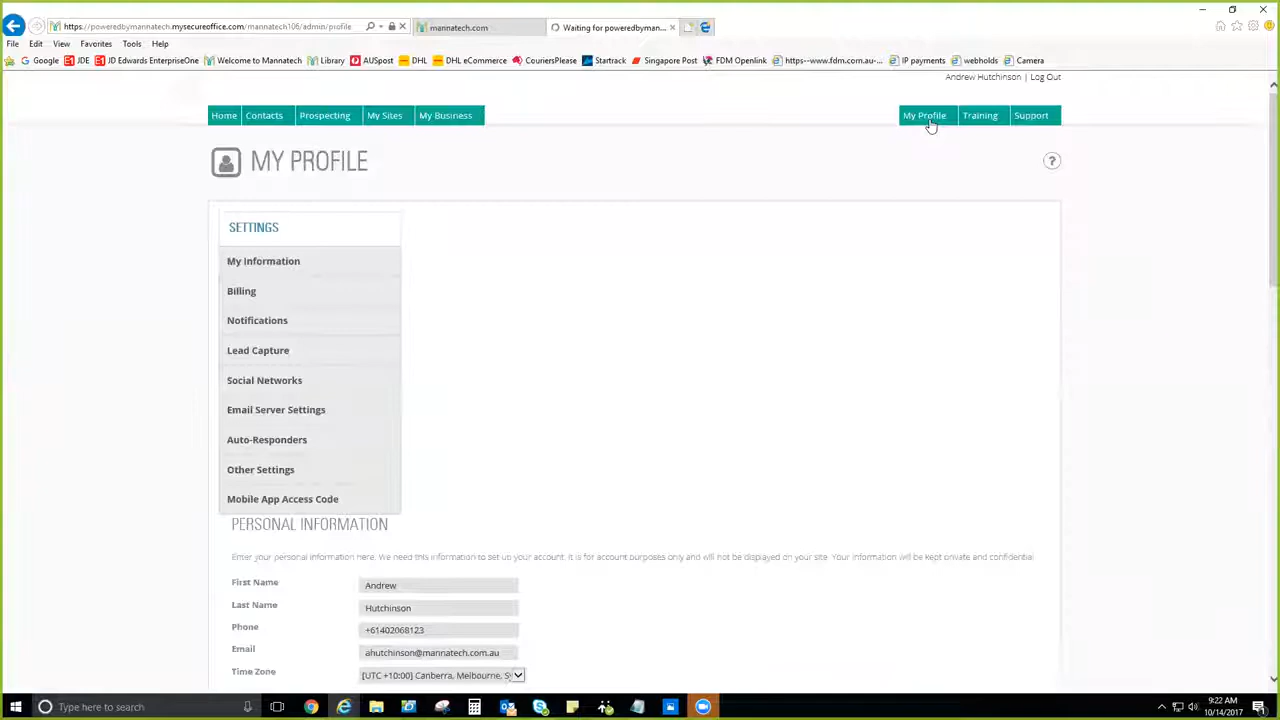 https://poweredbymannatech.mysecureoffice.com/mannatech106/admin/profile
mannatech.com
Waiting for poweredbyman...
File Edit View Favorites Tools Help
Google JDE JD Edwards EnterpriseOne Welcome to Mannatech Library AUSpost DHL DHL eCommerce CouriersPlease Startrack Singapore Post FDM Openlink https--www.fdm.com.au-... IP payments webholds Camera
Andrew Hutchinson | Log Out
Home Contacts Prospecting My Sites My Business My Profile Training Support
MY PROFILE
?
SETTINGS
My Information
Billing
Notifications
Lead Capture
Social Networks
Email Server Settings
Auto-Responders
Other Settings
Mobile App Access Code
PERSONAL INFORMATION
Enter your personal information here. We need this information to set up your account. It is for account purposes only and will not be displayed on your site. Your information will be kept private and confidential
First Name Andrew
Last Name Hutchinson
Phone +61402068123
Email ahutchinson@mannatech.com.au
Time Zone [UTC +10:00] Canberra, Melbourne, S
Type here to search
9:22 AM
10/14/2017